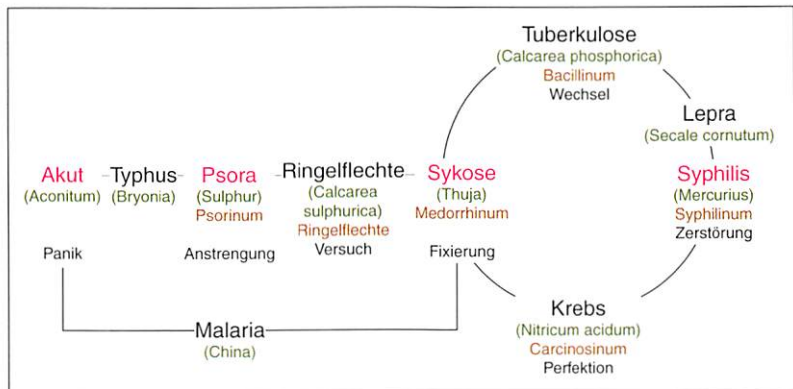 Tuberkulose
(Calcarea phosphorica)
Bacillinum
Wechsel
Lepra
(Secale cornutum)
Akut
(Aconitum)
Panik
Typhus
(Bryonia)
Psora
(Sulphur)
Psorinum
Anstrengung
Ringelflechte
(Calcarea
sulphurica)
Ringelflechte
Versuch
Sykose
(Thuja)
Medorrhinum
Fixierung
Syphilis
(Mercurius)
Syphilinum
Zerstörung
Malaria
(China)
Krebs
(Nitricum acidum)
Carcinosinum
Perfektion